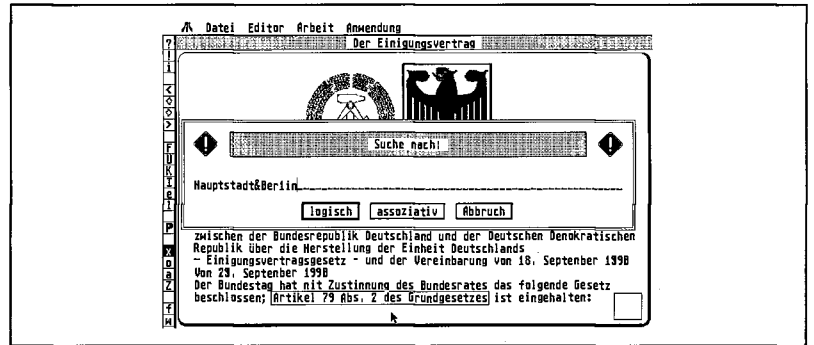 Datei Editor Arbeit Anwendung
Der Einigungsvertrag
?
!
i
<
◊
◊
>
F
U
K
I
e
l
P
X
o
a
Z
f
W
Suche nach!
Hauptstadt&Berlin
logisch assoziativ Abbruch
zwischen der Bundesrepublik Deutschland und der Deutschen Demokratischen
Republik über die Herstellung der Einheit Deutschlands
- Einigungsvertragsgesetz - und der Vereinbarung von 18. September 1990
Von 23. September 1990
Der Bundestag hat mit Zustimmung des Bundesrates das folgende Gesetz
beschlossen; Artikel 79 Abs. 2 des Grundgesetzes ist eingehalten: